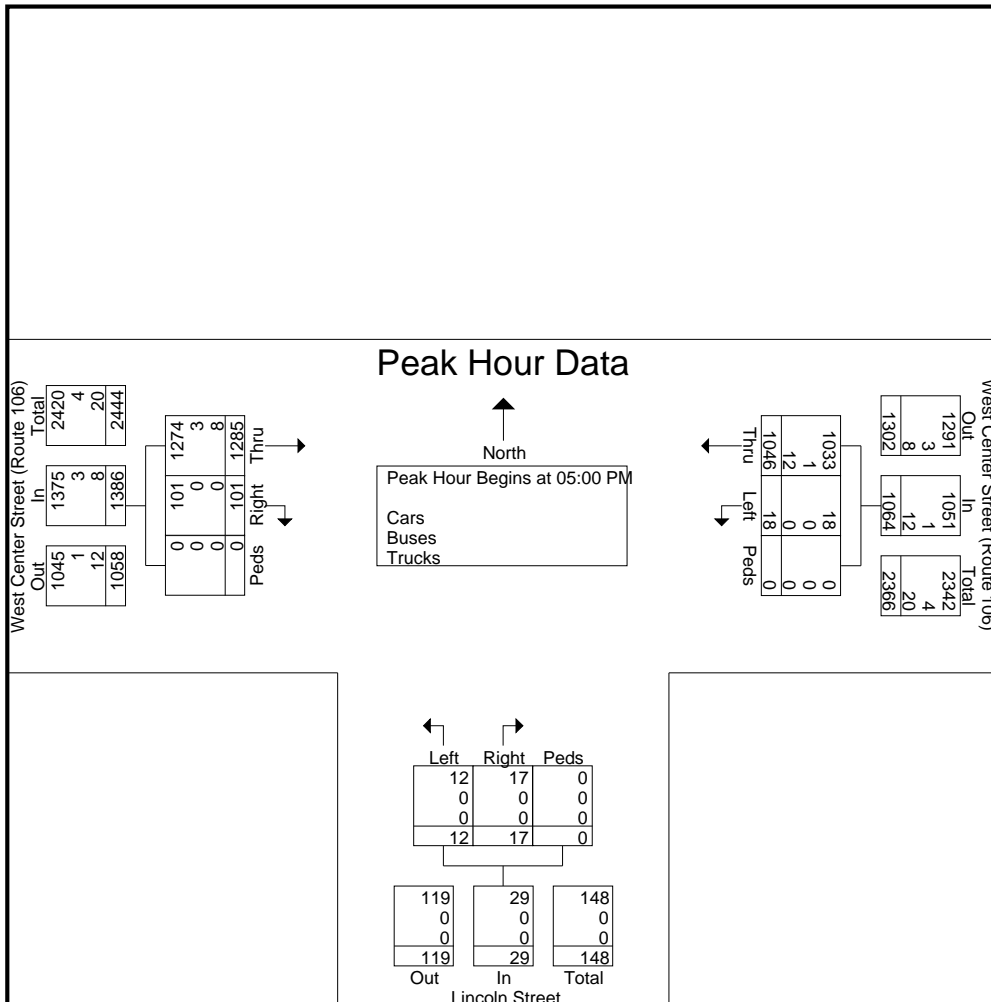 Peak Hour Data
North
Peak Hour Begins at 05:00 PM
Cars
Buses
Trucks
West Center Street (Route 106)
Out In Total
1045 1375 2420
1 3 4
12 8 20
1058 1386 2444
Peds Right Thru
0 101 1274
0 0 3
0 0 8
0 101 1285
West Center Street (Route 106)
Out In Total
1291 1051 2342
3 1 4
8 12 20
1302 1064 2366
1033 18 0
1 0 0
12 0 0
1046 18 0
Thru Left Peds
Left Right Peds
12 17 0
0 0 0
0 0 0
12 17 0
119 29 148
0 0 0
0 0 0
119 29 148
Out In Total
Lincoln Street